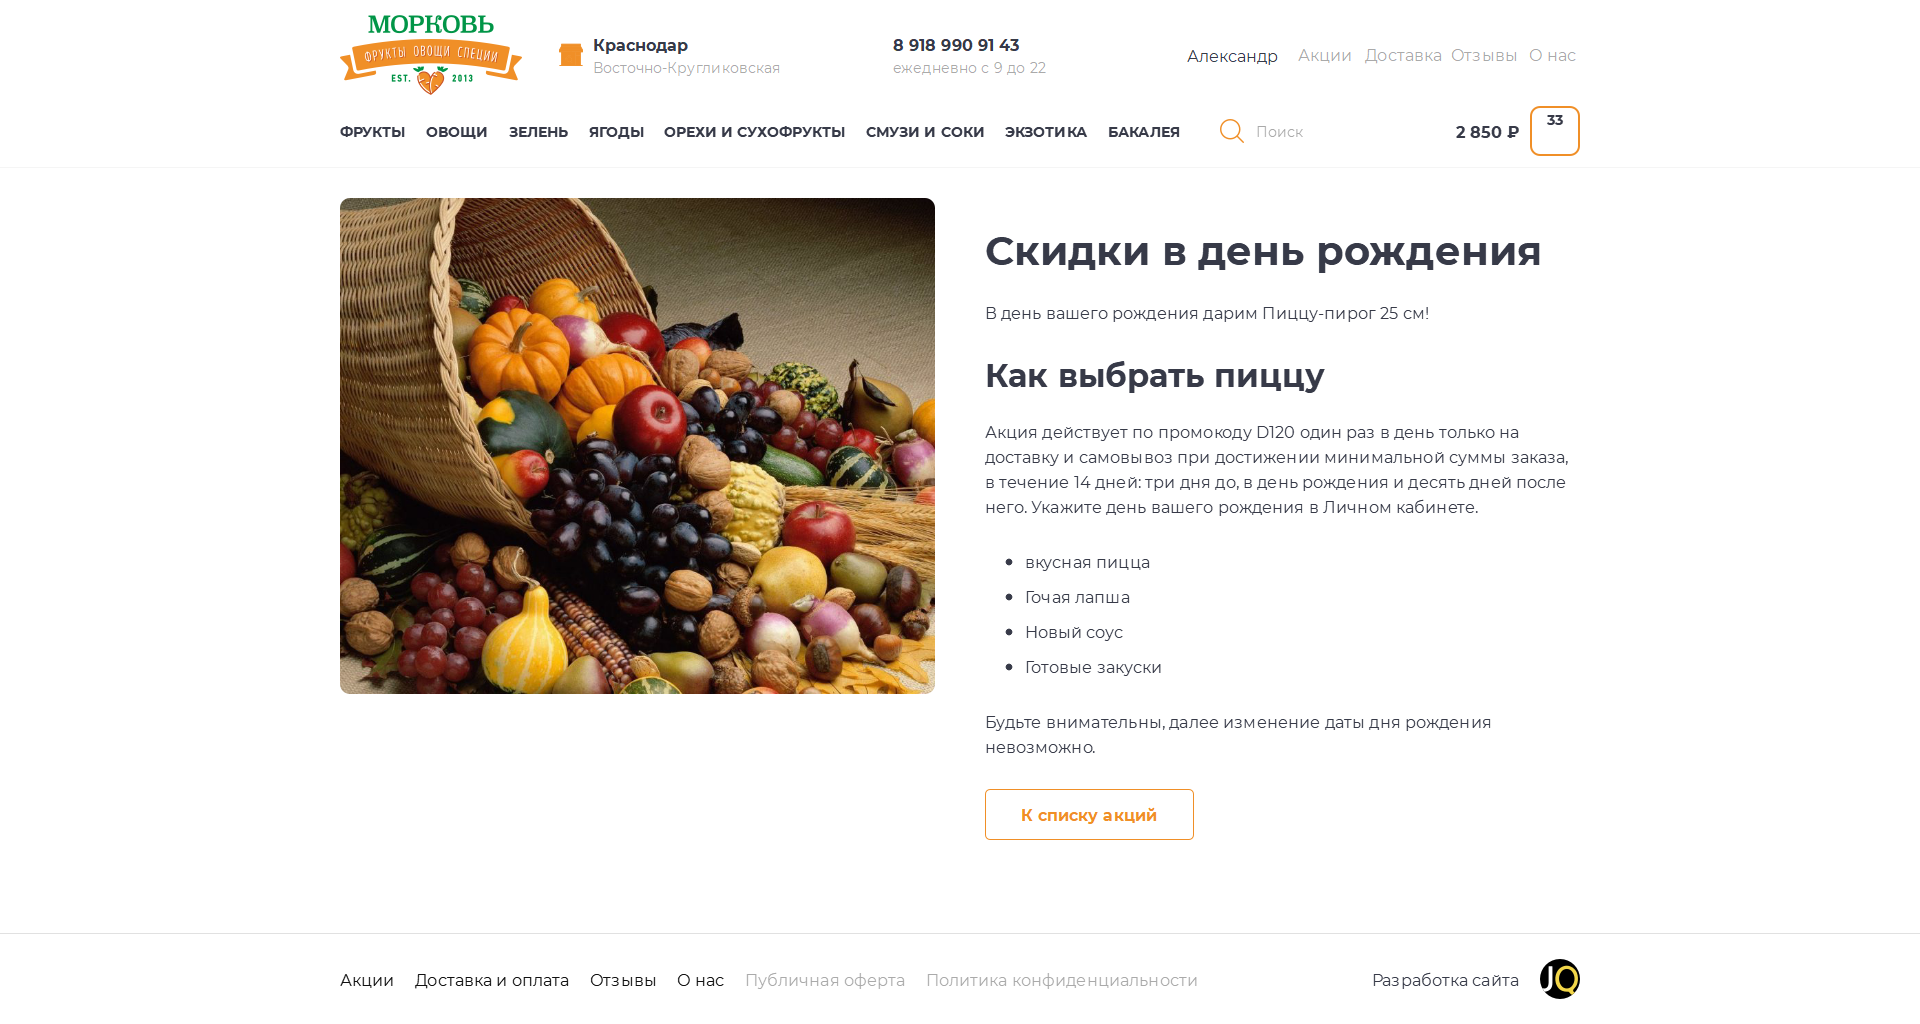 МОРКОВЬ
ФРУКТЫ ОВОЩИ СПЕЦИИ
EST. 2013
Краснодар
Восточно-Кругликовская
8 918 990 91 43
ежедневно с 9 до 22
Александр Акции Доставка Отзывы О нас
ФРУКТЫ ОВОЩИ ЗЕЛЕНЬ ЯГОДЫ ОРЕХИ И СУХОФРУКТЫ СМУЗИ И СОКИ ЭКЗОТИКА БАКАЛЕЯ Поиск 2 850 ₽ 33
Скидки в день рождения
В день вашего рождения дарим Пиццу-пирог 25 см!
Как выбрать пиццу
Акция действует по промокоду D120 один раз в день только на
доставку и самовывоз при достижении минимальной суммы заказа,
в течение 14 дней: три дня до, в день рождения и десять дней после
него. Укажите день вашего рождения в Личном кабинете.
вкусная пицца
Гочая лапша
Новый соус
Готовые закуски
Будьте внимательны, далее изменение даты дня рождения
невозможно.
К списку акций
Акции Доставка и оплата Отзывы О нас Публичная оферта Политика конфиденциальности Разработка сайта JQ